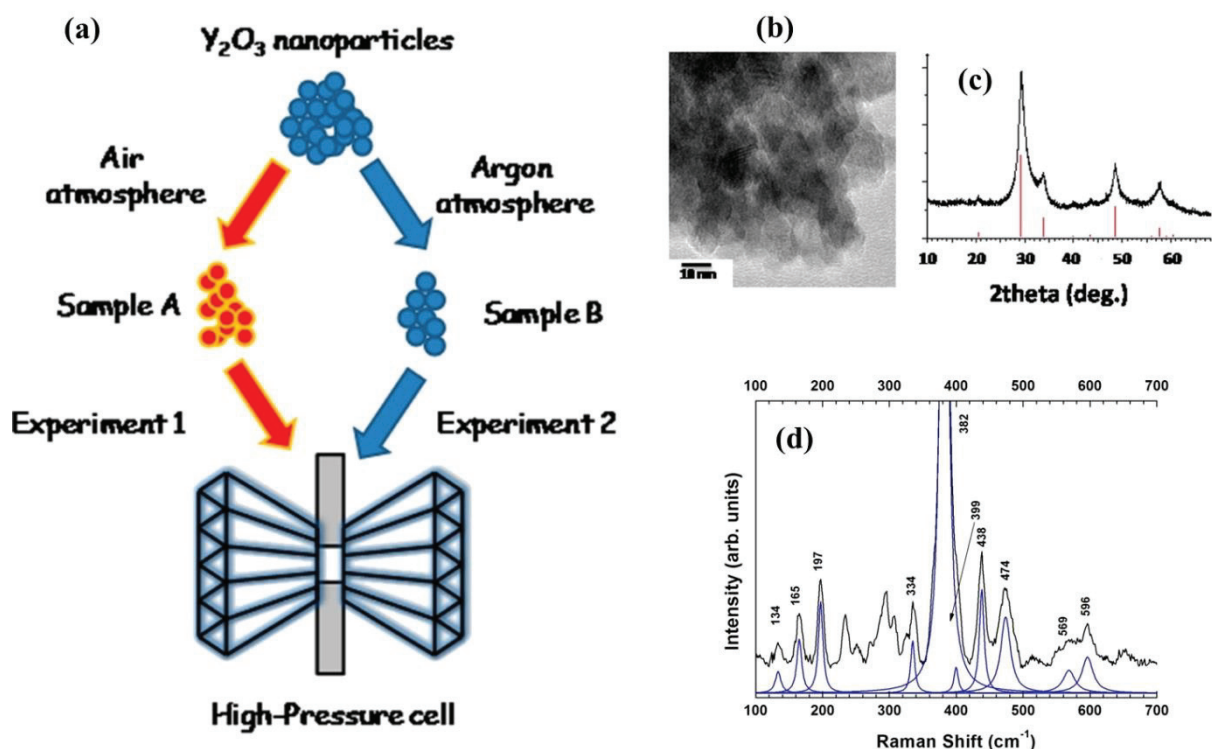 (a)
Y₂O₃ nanoparticles
Air
atmosphere
Argon
atmosphere
Sample A
Sample B
Experiment 1
Experiment 2
High-Pressure cell
(b)
10 nm
(c)
10 20 30 40 50 60
2theta (deg.)
(d)
100 200 300 400 500 600 700
134
165
197
334
382
399
438
474
569
596
Intensity (arb. units)
100 200 300 400 500 600 700
Raman Shift (cm⁻¹)